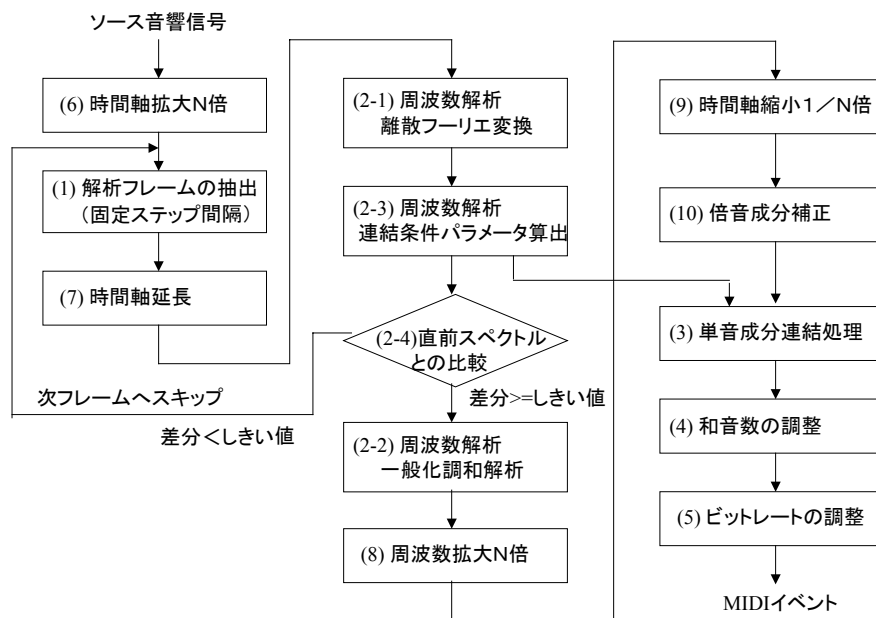 ソース音響信号
(6) 時間軸拡大N倍
(1) 解析フレームの抽出
（固定ステップ間隔）
(7) 時間軸延長
次フレームへスキップ
差分＜しきい値
(2-1) 周波数解析
離散フーリエ変換
(2-3) 周波数解析
連結条件パラメータ算出
(2-4)直前スペクトル
との比較
差分>=しきい値
(2-2) 周波数解析
一般化調和解析
(8) 周波数拡大N倍
(9) 時間軸縮小１／N倍
(10) 倍音成分補正
(3) 単音成分連結処理
(4) 和音数の調整
(5) ビットレートの調整
MIDIイベント